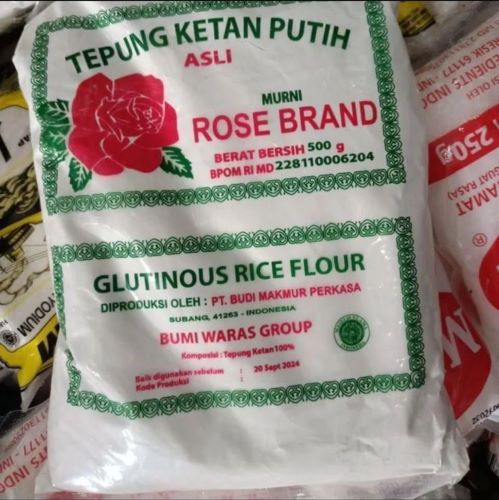 TEPUNG KETAN PUTIH
ASLI
MURNI
ROSE BRAND
BERAT BERSIH 500 g
BPOM RI MD 228110006204
GLUTINOUS RICE FLOUR
DIPRODUKSI OLEH : PT. BUDI MAKMUR PERKASA
SUBANG, 41263 - INDONESIA
BUMI WARAS GROUP
Komposisi : Tepung Ketan 100%
Baik digunakan sebelum : 20 Sept 2024
Kode Produksi :
250g